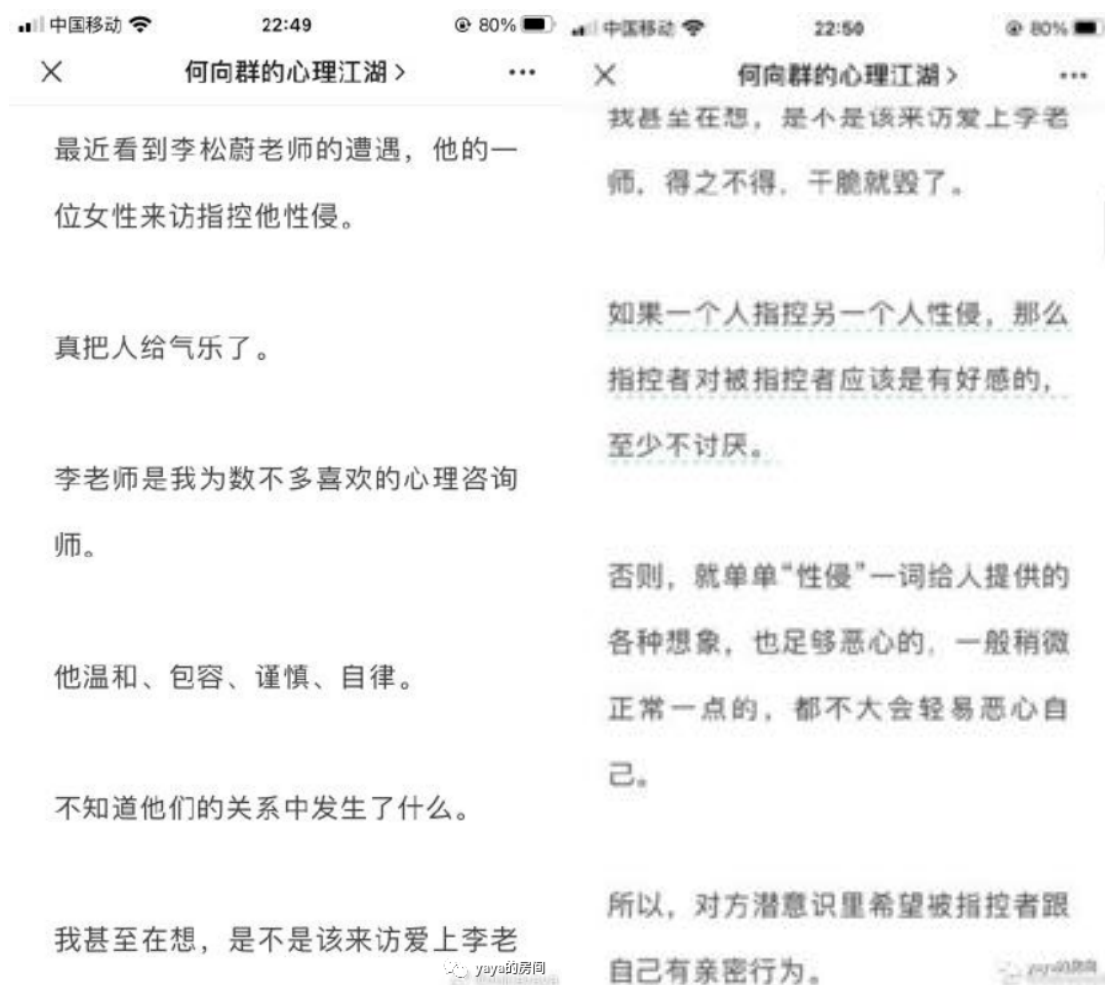 中国移动 22:49 80%
何向群的心理江湖 >
最近看到李松蔚老师的遭遇，他的一
位女性来访指控他性侵。
真把人给气乐了。
李老师是我为数不多喜欢的心理咨询
师。
他温和、包容、谨慎、自律。
不知道他们的关系中发生了什么。
我甚至在想，是不是该来访爱上李老
yaya的房间
中国移动 22:50 80%
何向群的心理江湖 >
我甚至在想，是不是该来访爱上李老
师，得之不得，干脆就毁了。
如果一个人指控另一个人性侵，那么
指控者对被指控者应该是有好感的，
至少不讨厌。
否则，就单单“性侵”一词给人提供的
各种想象，也足够恶心的，一般稍微
正常一点的，都不大会轻易恶心自
己。
所以，对方潜意识里希望被指控者跟
自己有亲密行为。
yaya的房间